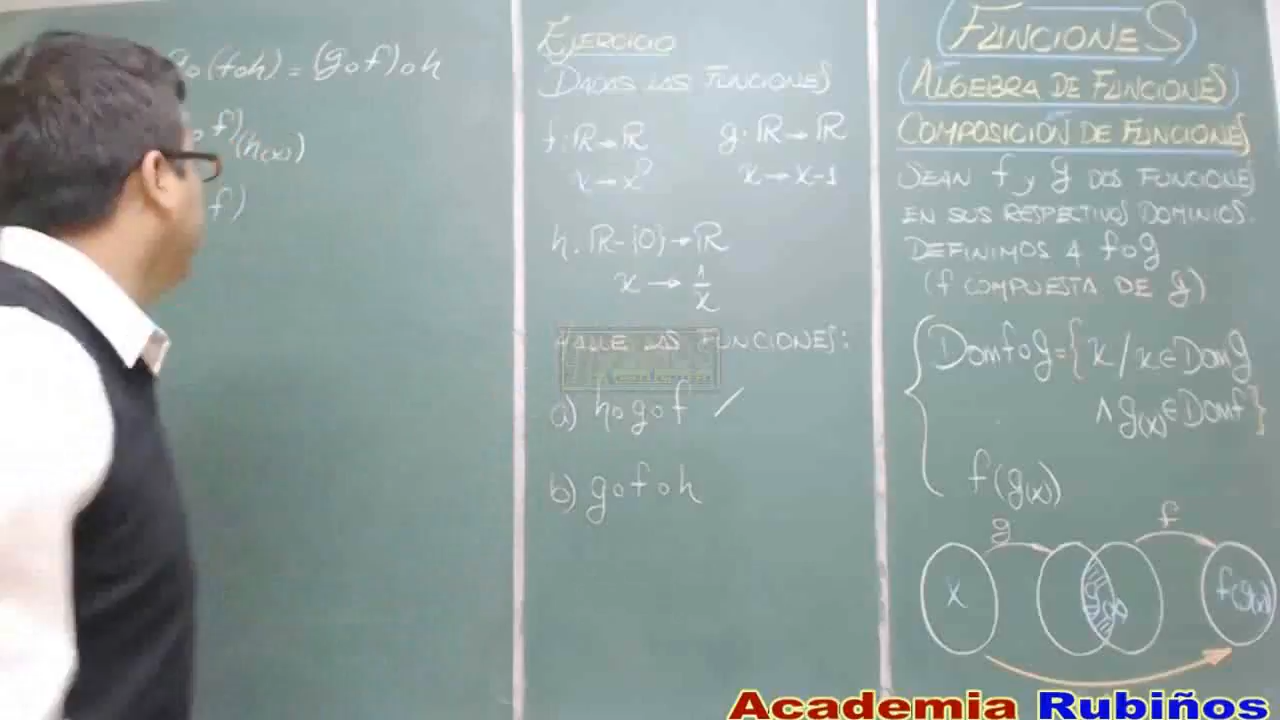 go(foh) = (gof)oh
f)(h(x))
f)
EJERCICIO
DADAS LAS FUNCIONES
f: ℝ→ℝ g: ℝ→ℝ
x→x² x→x-1
h: ℝ-{0}→ℝ
x→1/x
HALLE LAS FUNCIONES:
a) hogof ✓
b) gofoh
FUNCIONES
(ALGEBRA DE FUNCIONES)
COMPOSICIÓN DE FUNCIONES
SEAN f y g DOS FUNCIONES
EN SUS RESPECTIVOS DOMINIOS.
DEFINIMOS A fog
(f COMPUESTA DE g)
Domfog={x/x∈Domg
∧g(x)∈Domf}
f(g(x))
g f
x g(x) f(g(x))
Academia Rubiños